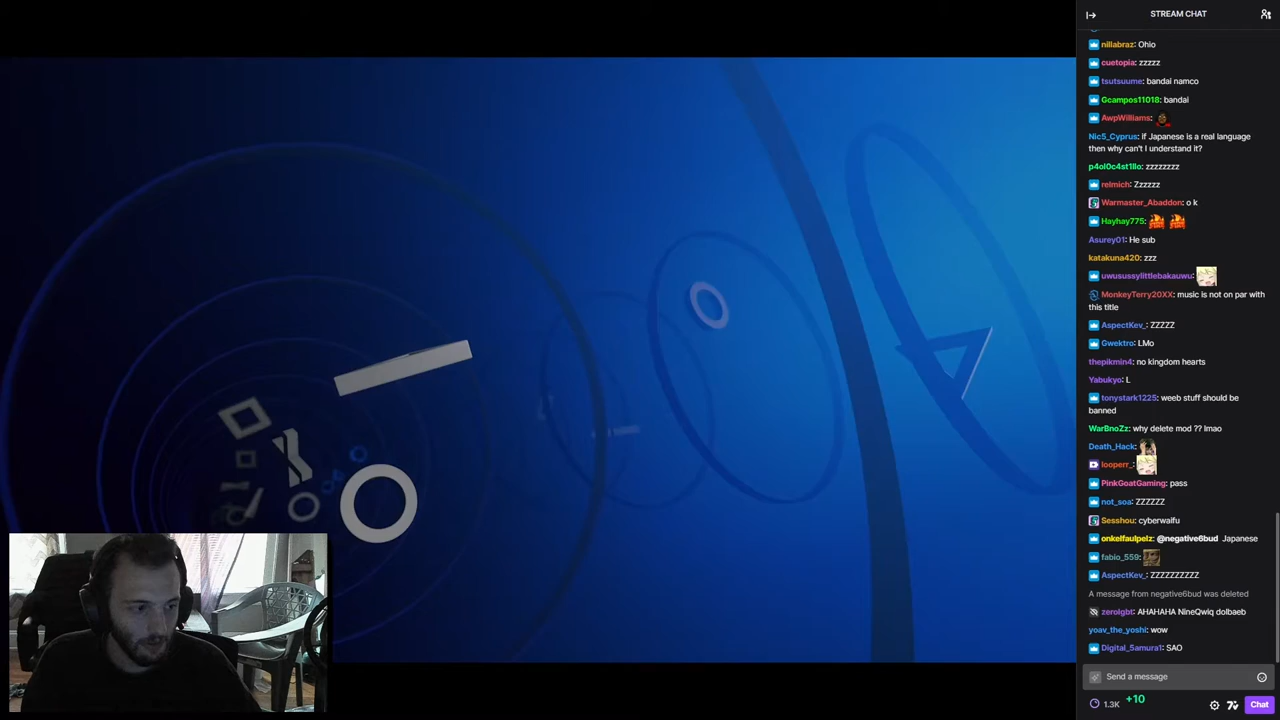 STREAM CHAT
nillabraz: Ohio
cuetopia: zzzzz
tsutsuume: bandai namco
Gcampos11018: bandai
AwpWilliams:
Nic5_Cyprus: if Japanese is a real language
then why can't I understand it?
p4ol0c4st1llo: zzzzzzzz
relmich: Zzzzzz
Warmaster_Abaddon: o k
Hayhay775:
Asurey01: He sub
katakuna420: zzz
uwusussylittlebakauwu:
MonkeyTerry20XX: music is not on par with
this title
AspectKev_: ZZZZZ
Gwektro: LMo
thepikmin4: no kingdom hearts
Yabukyo: L
tonystark1225: weeb stuff should be
banned
WarBnoZz: why delete mod ?? lmao
Death_Hack:
looperr_:
PinkGoatGaming: pass
not_soa: ZZZZZZ
Sesshou: cyberwaifu
onkelfaulpelz: @negative6bud Japanese
fabio_559:
AspectKev_: ZZZZZZZZZZ
A message from negative6bud was deleted
zerolgbt: AHAHAHA NineQwiq dolbaeb
yoav_the_yoshi: wow
Digital_5amura1: SAO
Send a message
1.3K +10
Chat